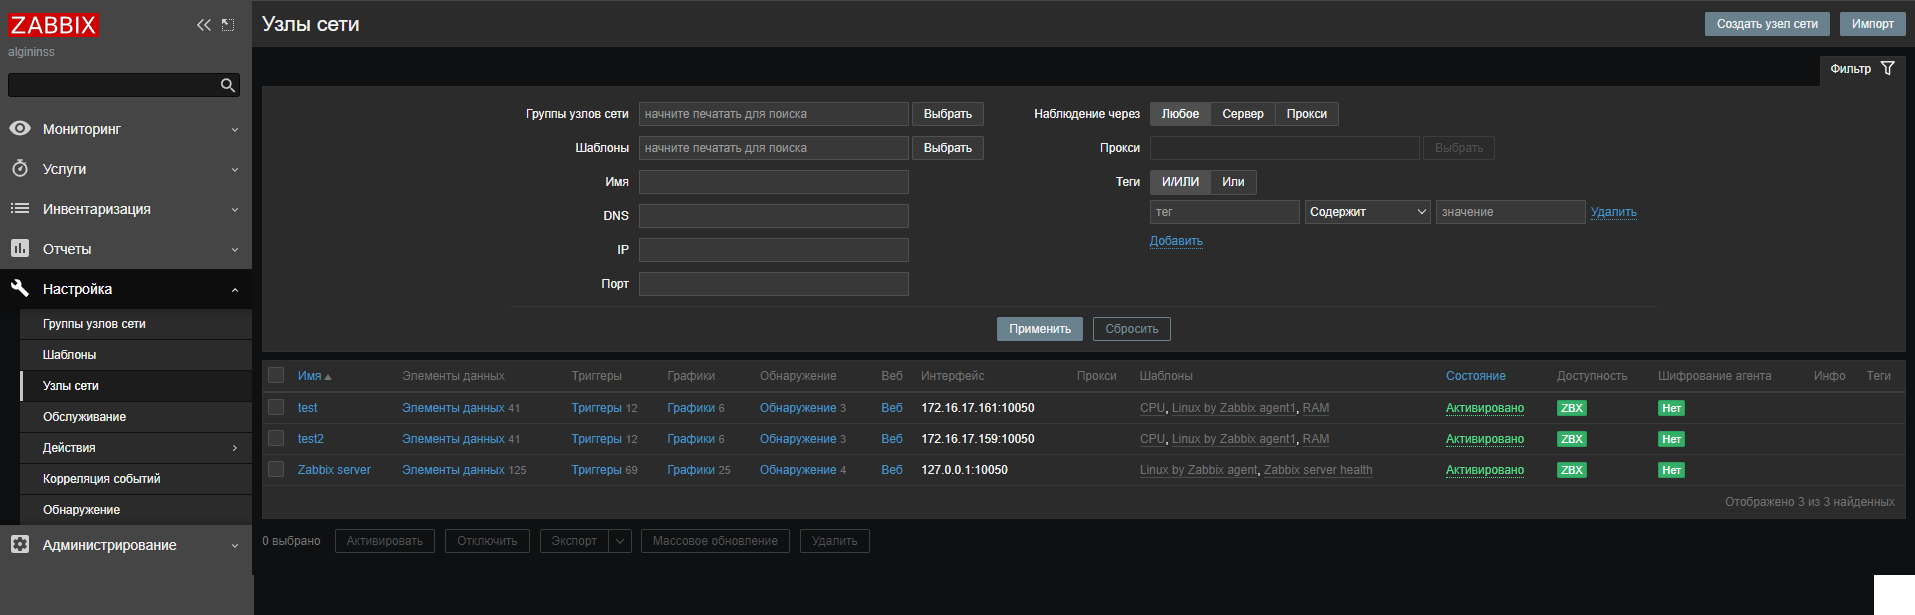 ZABBIX
algininss
Мониторинг
Услуги
Инвентаризация
Отчеты
Настройка
Группы узлов сети
Шаблоны
Узлы сети
Обслуживание
Действия
Корреляция событий
Обнаружение
Администрирование
Узлы сети
Создать узел сети Импорт
Фильтр
Группы узлов сети начните печатать для поиска Выбрать
Шаблоны начните печатать для поиска Выбрать
Имя
DNS
IP
Порт
Наблюдение через Любое Сервер Прокси
Прокси Выбрать
Теги И/ИЛИ Или
тег Содержит значение Удалить
Добавить
Применить Сбросить
Имя Элементы данных Триггеры Графики Обнаружение Веб Интерфейс Прокси Шаблоны Состояние Доступность Шифрование агента Инфо Теги
test Элементы данных 41 Триггеры 12 Графики 6 Обнаружение 3 Веб 172.16.17.161:10050 CPU, Linux by Zabbix agent1, RAM Активировано ZBX Нет
test2 Элементы данных 41 Триггеры 12 Графики 6 Обнаружение 3 Веб 172.16.17.159:10050 CPU, Linux by Zabbix agent1, RAM Активировано ZBX Нет
Zabbix server Элементы данных 125 Триггеры 69 Графики 25 Обнаружение 4 Веб 127.0.0.1:10050 Linux by Zabbix agent, Zabbix server health Активировано ZBX Нет
Отображено 3 из 3 найденных
0 выбрано Активировать Отключить Экспорт Массовое обновление Удалить